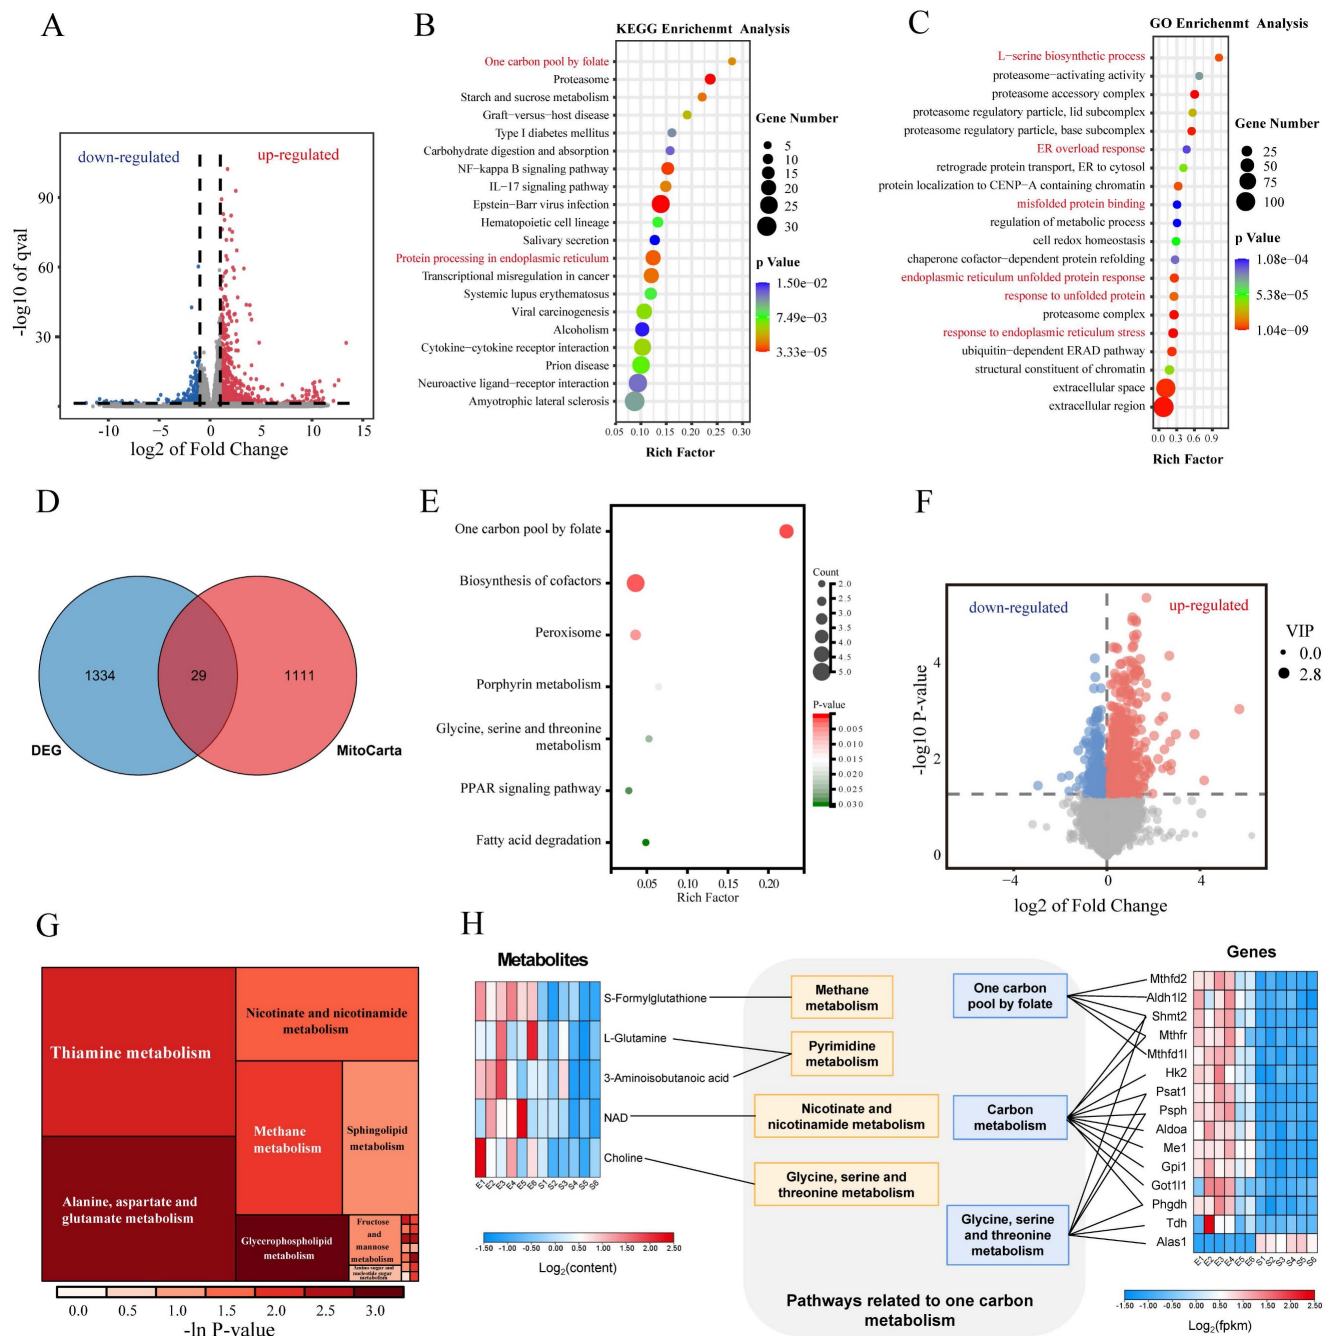 A
down-regulated
up-regulated
90
60
30
-log10 of qval
-10
-5
0
5
10
15
log2 of Fold Change
B
KEGG Enrichenmt Analysis
One carbon pool by folate
Proteasome
Starch and sucrose metabolism
Graft−versus−host disease
Type I diabetes mellitus
Carbohydrate digestion and absorption
NF−kappa B signaling pathway
IL−17 signaling pathway
Epstein−Barr virus infection
Hematopoietic cell lineage
Salivary secretion
Protein processing in endoplasmic reticulum
Transcriptional misregulation in cancer
Systemic lupus erythematosus
Viral carcinogenesis
Alcoholism
Cytokine−cytokine receptor interaction
Prion disease
Neuroactive ligand−receptor interaction
Amyotrophic lateral sclerosis
0.05 0.10 0.15 0.20 0.25 0.30
Rich Factor
Gene Number
5
10
15
20
25
30
p Value
1.50e−02
7.49e−03
3.33e−05
C
GO Enrichenmt Analysis
L−serine biosynthetic process
proteasome−activating activity
proteasome accessory complex
proteasome regulatory particle, lid subcomplex
proteasome regulatory particle, base subcomplex
ER overload response
retrograde protein transport, ER to cytosol
protein localization to CENP−A containing chromatin
misfolded protein binding
regulation of metabolic process
cell redox homeostasis
chaperone cofactor−dependent protein refolding
endoplasmic reticulum unfolded protein response
response to unfolded protein
proteasome complex
response to endoplasmic reticulum stress
ubiquitin−dependent ERAD pathway
structural constituent of chromatin
extracellular space
extracellular region
0.0 0.3 0.6 0.9
Rich Factor
Gene Number
25
50
75
100
p Value
1.08e−04
5.38e−05
1.04e−09
D
1334
29
1111
DEG
MitoCarta
E
One carbon pool by folate
Biosynthesis of cofactors
Peroxisome
Porphyrin metabolism
Glycine, serine and threonine
metabolism
PPAR signaling pathway
Fatty acid degradation
0.05 0.10 0.15 0.20
Rich Factor
Count
2.0
2.5
3.0
3.5
4.0
4.5
5.0
P-value
0.005
0.010
0.015
0.020
0.025
0.030
F
down-regulated
up-regulated
4
2
0
-log10 P-value
−4
0
4
log2 of Fold Change
VIP
0.0
2.8
G
Thiamine metabolism
Alanine, aspartate and
glutamate metabolism
Nicotinate and nicotinamide
metabolism
Methane
metabolism
Sphingolipid
metabolism
Glycerophospholipid
metabolism
Fructose
and
mannose
metabolism
Amino sugar and
nucleotide sugar
metabolism
0.0 0.5 1.0 1.5 2.0 2.5 3.0
-ln P-value
H
Metabolites
S-Formylglutathione
L-Glutamine
3-Aminoisobutanoic acid
NAD
Choline
E1 E2 E3 E4 E5 E6 S1 S2 S3 S4 S5 S6
-1.50 -0.50 0.50 1.00 1.50 2.00 2.50
Log2(content)
Methane
metabolism
Pyrimidine
metabolism
Nicotinate and
nicotinamide metabolism
Glycine, serine and
threonine metabolism
One carbon
pool by folate
Carbon
metabolism
Glycine, serine
and threonine
metabolism
Pathways related to one carbon
metabolism
Genes
Mthfd2
Aldh1l2
Shmt2
Mthfr
Mthfd1l
Hk2
Psat1
Psph
Aldoa
Me1
Gpi1
Got1l1
Phgdh
Tdh
Alas1
E1 E2 E3 E4 E5 E6 S1 S2 S3 S4 S5 S6
-1.50 -0.50 0.50 1.00 1.50 2.00 2.50
Log2(fpkm)